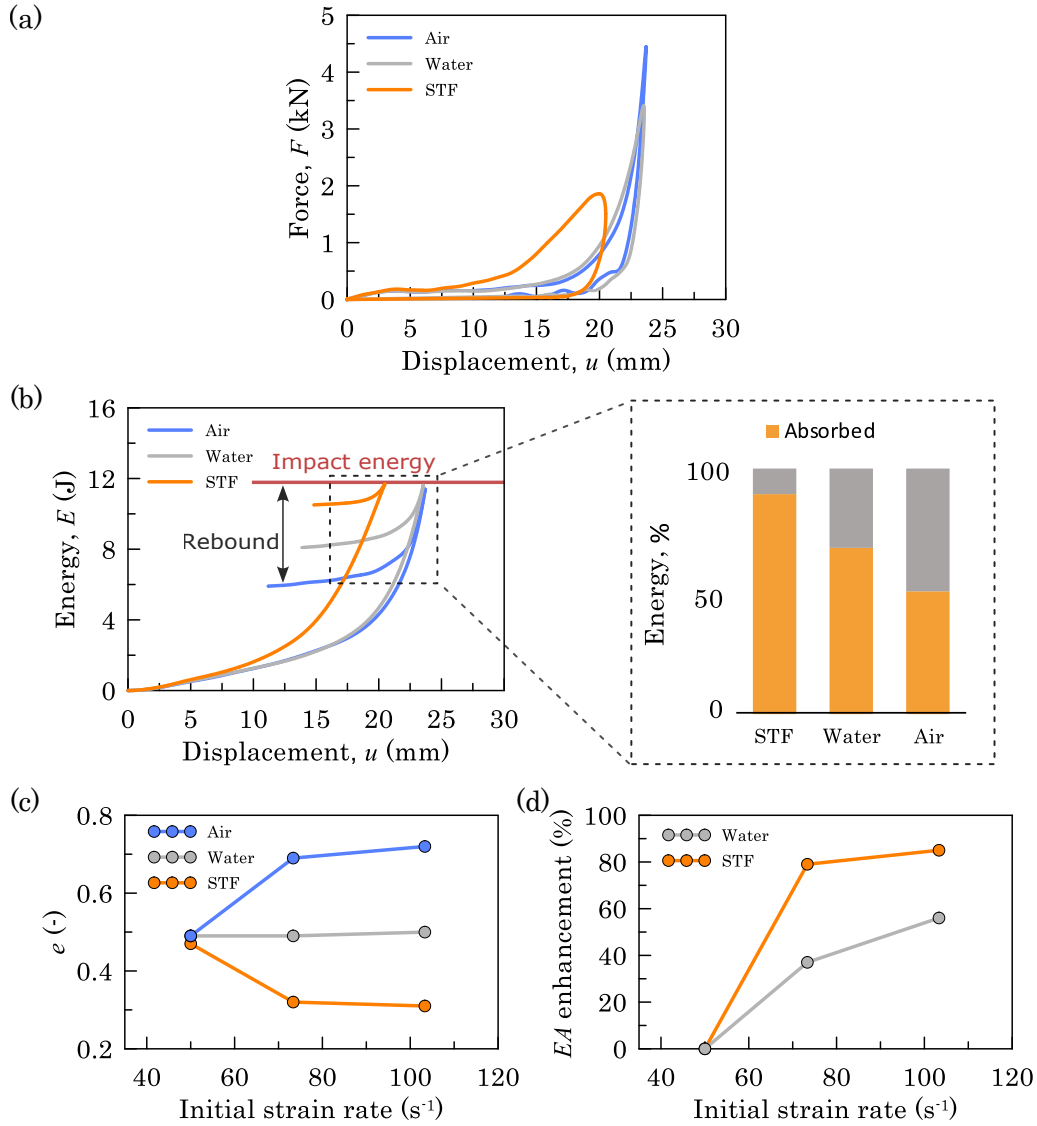 (a)
5
4
3
2
1
0
Force, F (kN)
Air
Water
STF
0 5 10 15 20 25 30
Displacement, u (mm)
(b)
16
12
8
4
0
Energy, E (J)
Air
Water
STF
Impact energy
Rebound
0 5 10 15 20 25 30
Displacement, u (mm)
Absorbed
100
50
0
Energy, %
STF Water Air
(c)
0.8
0.6
0.4
0.2
e (-)
Air
Water
STF
40 60 80 100 120
Initial strain rate (s-1)
(d)
100
80
60
40
20
0
EA enhancement (%)
Water
STF
40 60 80 100 120
Initial strain rate (s-1)